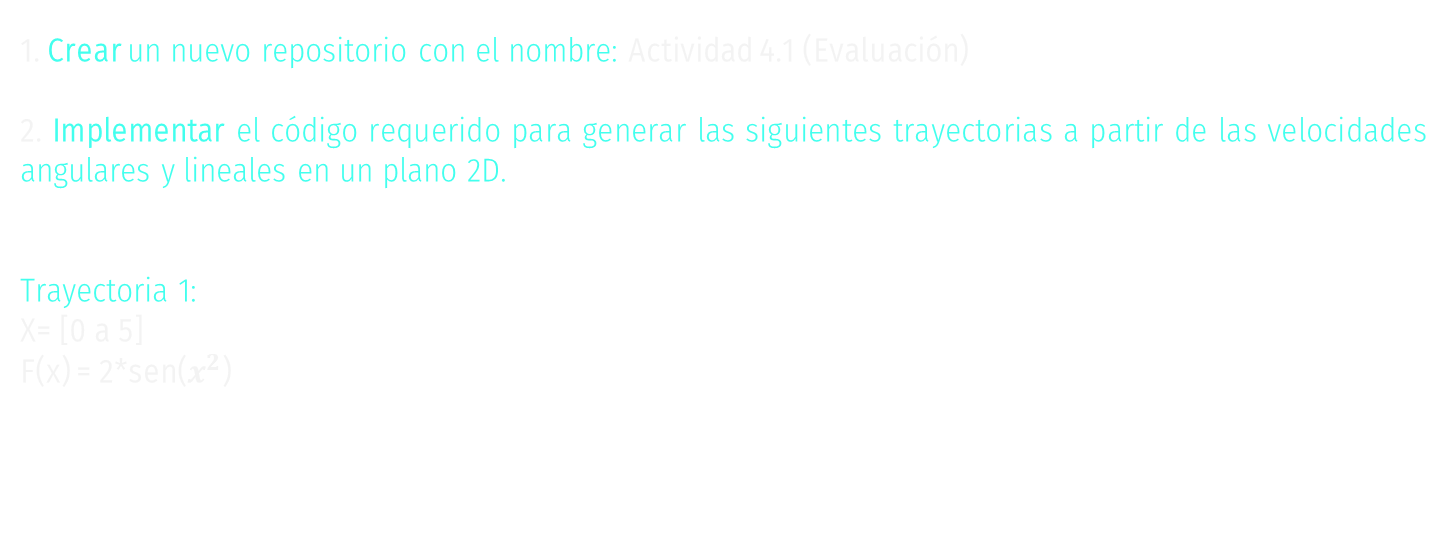 1. Crear un nuevo repositorio con el nombre: Actividad 4.1 (Evaluación)
2. Implementar el código requerido para generar las siguientes trayectorias a partir de las velocidades
angulares y lineales en un plano 2D.
Trayectoria 1:
X= [0 a 5]
F(x) = 2*sen(x²)